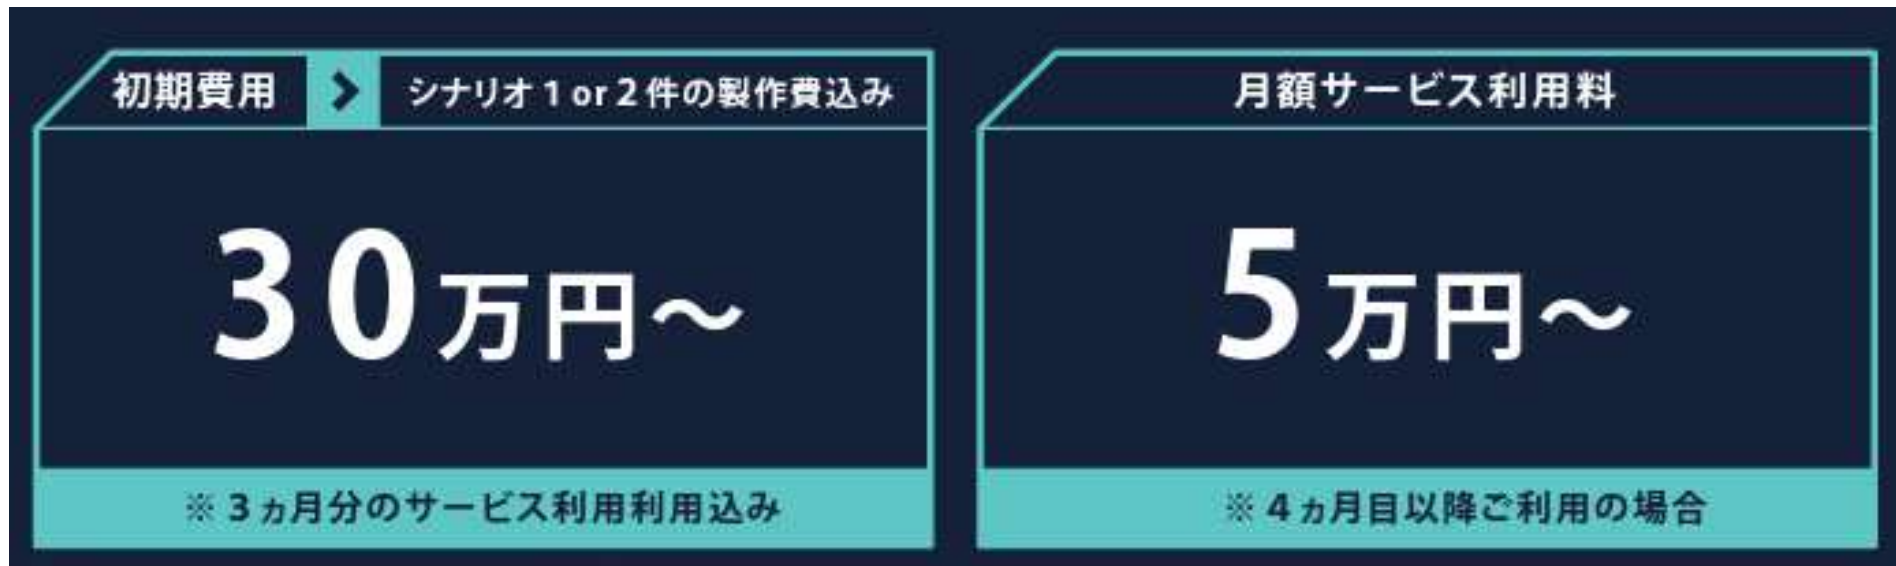 初期費用 > シナリオ1or2件の製作費込み
30万円～
※3ヵ月分のサービス利用利用込み
月額サービス利用料
5万円～
※4ヵ月目以降ご利用の場合